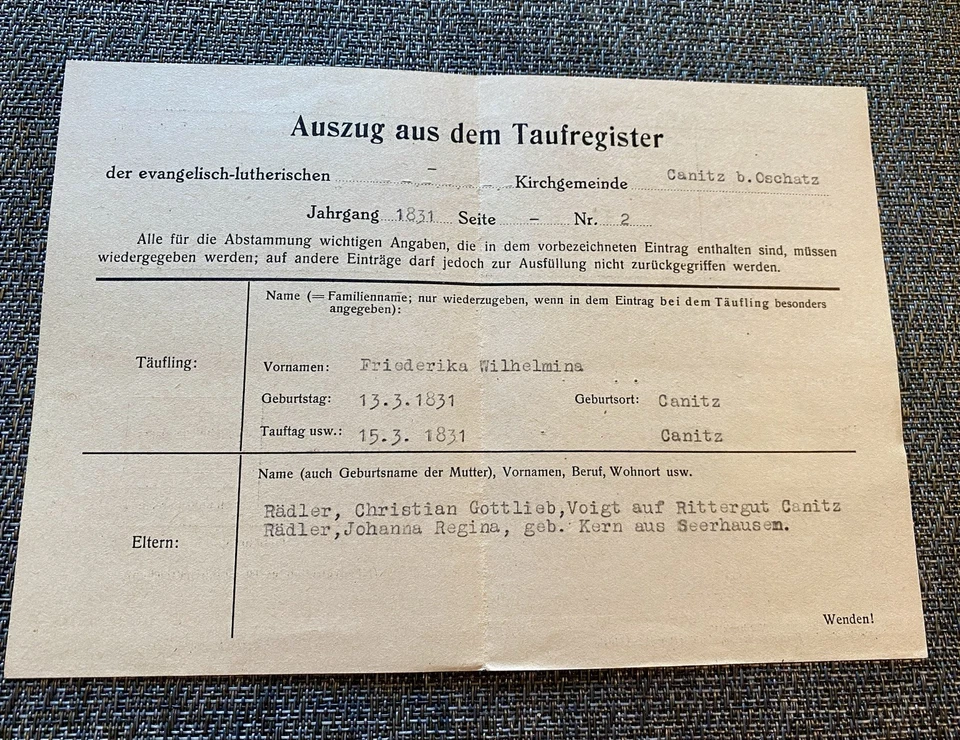 Auszug aus dem Taufregister
der evangelisch-lutherischen – Kirchgemeinde Canitz b.Oschatz
Jahrgang 1831 Seite – Nr. 2
Alle für die Abstammung wichtigen Angaben, die in dem vorbezeichneten Eintrag enthalten sind, müssen
wiedergegeben werden; auf andere Einträge darf jedoch zur Ausfüllung nicht zurückgegriffen werden.
Name (= Familienname; nur wiederzugeben, wenn in dem Eintrag bei dem Täufling besonders
angegeben):
Täufling:
Vornamen: Friederika Wilhelmina
Geburtstag: 13.3.1831 Geburtsort: Canitz
Tauftag usw.: 15.3. 1831 Canitz
Name (auch Geburtsname der Mutter), Vornamen, Beruf, Wohnort usw.
Rädler, Christian Gottlieb,Voigt auf Rittergut Canitz
Rädler,Johanna Regina, geb. Kern aus Seerhausen.
Eltern:
Wenden!